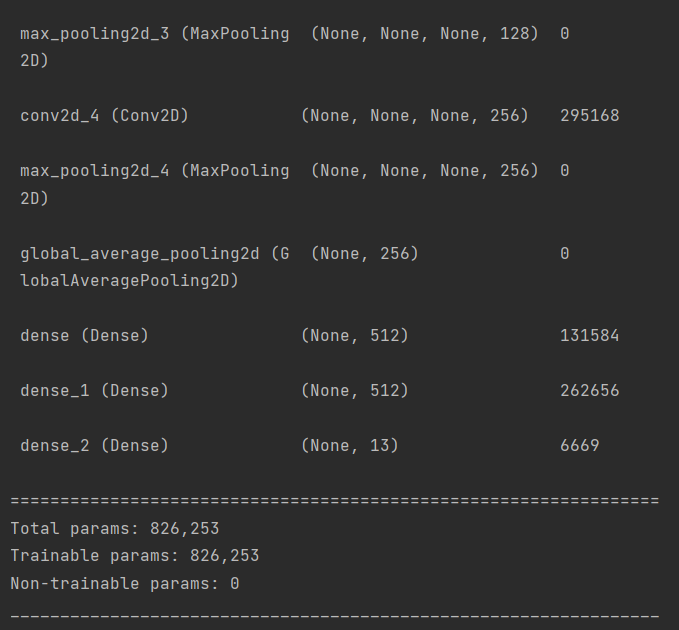 max_pooling2d_3 (MaxPooling  (None, None, None, 128)  0
2D)
conv2d_4 (Conv2D)           (None, None, None, 256)   295168
max_pooling2d_4 (MaxPooling  (None, None, None, 256)  0
2D)
global_average_pooling2d (G  (None, 256)              0
lobalAveragePooling2D)
dense (Dense)               (None, 512)               131584
dense_1 (Dense)             (None, 512)               262656
dense_2 (Dense)             (None, 13)                6669
=================================================================
Total params: 826,253
Trainable params: 826,253
Non-trainable params: 0
_________________________________________________________________